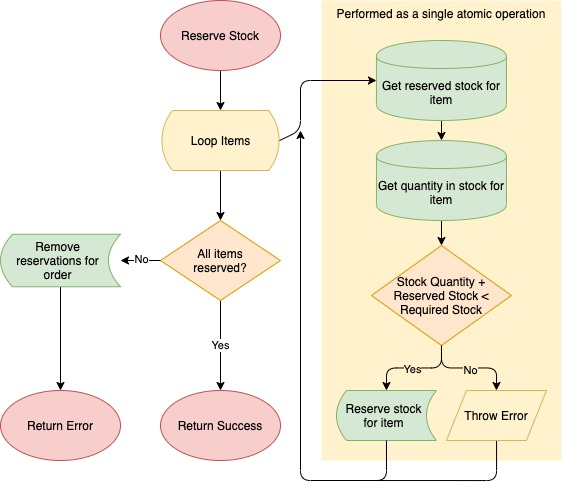 Performed as a single atomic operation
Reserve Stock
Get reserved stock for
item
Loop Items
Get quantity in stock for
item
Remove
reservations for
order
No
All items
reserved?
Stock Quantity +
Reserved Stock <
Required Stock
Yes
Yes
No
Return Error
Return Success
Reserve stock
for item
Throw Error